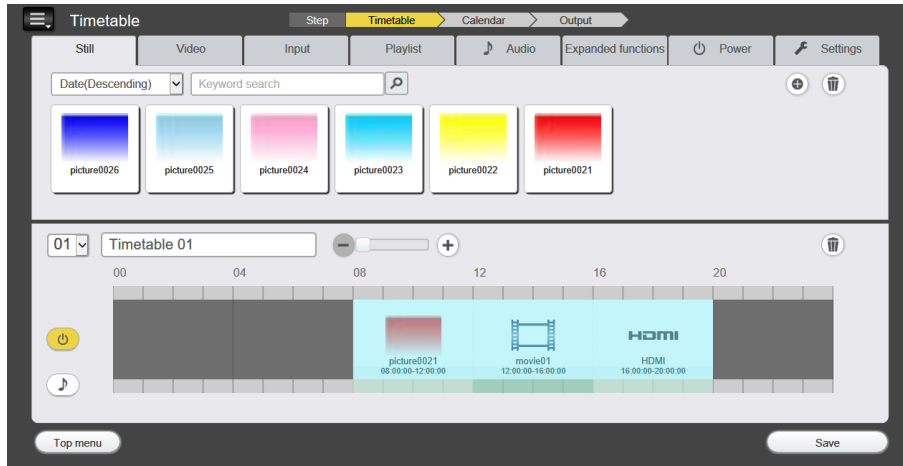 Timetable Step Timetable Calendar Output
Still Video Input Playlist Audio Expanded functions Power Settings
Date(Descending) Keyword search
picture0026 picture0025 picture0024 picture0023 picture0022 picture0021
01 Timetable 01
00 04 08 12 16 20
HDMI
picture0021 movie01 HDMI
08:00:00-12:00:00 12:00:00-16:00:00 16:00:00-20:00:00
Top menu Save